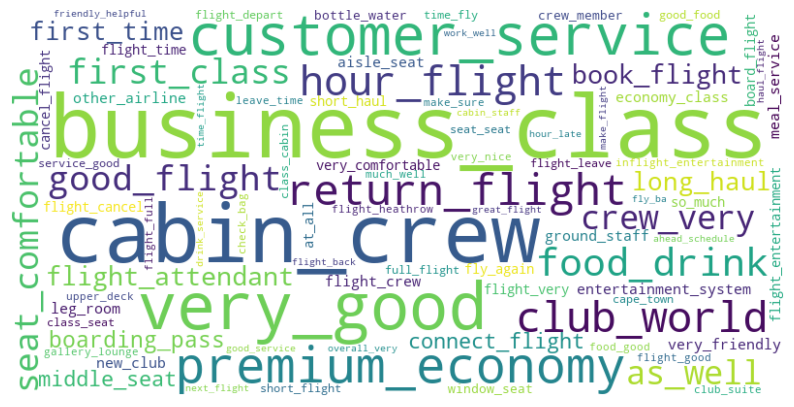 friendly_helpful
flight_depart
bottle_water
time_fly
crew_member
good_food
first_time
customer_service
work_well
flight_time
aisle_seat
board_flight
haul_flight
meal_service
cancel_flight
first_class
hour_flight
book_flight
other_airline
leave_time
short_haul
make_sure
cabin_staff
economy_class
time_flight
business_class
make_flight
seat_seat
hour_late
service_good
class_cabin
very_comfortable
very_nice
flight_leave
inflight_entertainment
seat_comfortable
good_flight
return_flight
much_well
long_haul
fly_ba
so_much
flight_cancel
flight_full
drink_service
check_bag
cabin_crew
at_all
flight_heathrow
great_flight
crew_very
ground_staff
ahead_schedule
flight_entertainment
flight_attendant
flight_back
full_flight
fly_again
food_drink
flight_crew
upper_deck
leg_room
class_seat
very_good
flight_very
entertainment_system
cape_town
club_world
boarding_pass
connect_flight
very_friendly
gallery_lounge
good_service
overall_very
food_good
new_club
middle_seat
premium_economy
flight_good
as_well
next_flight
short_flight
window_seat
club_suite